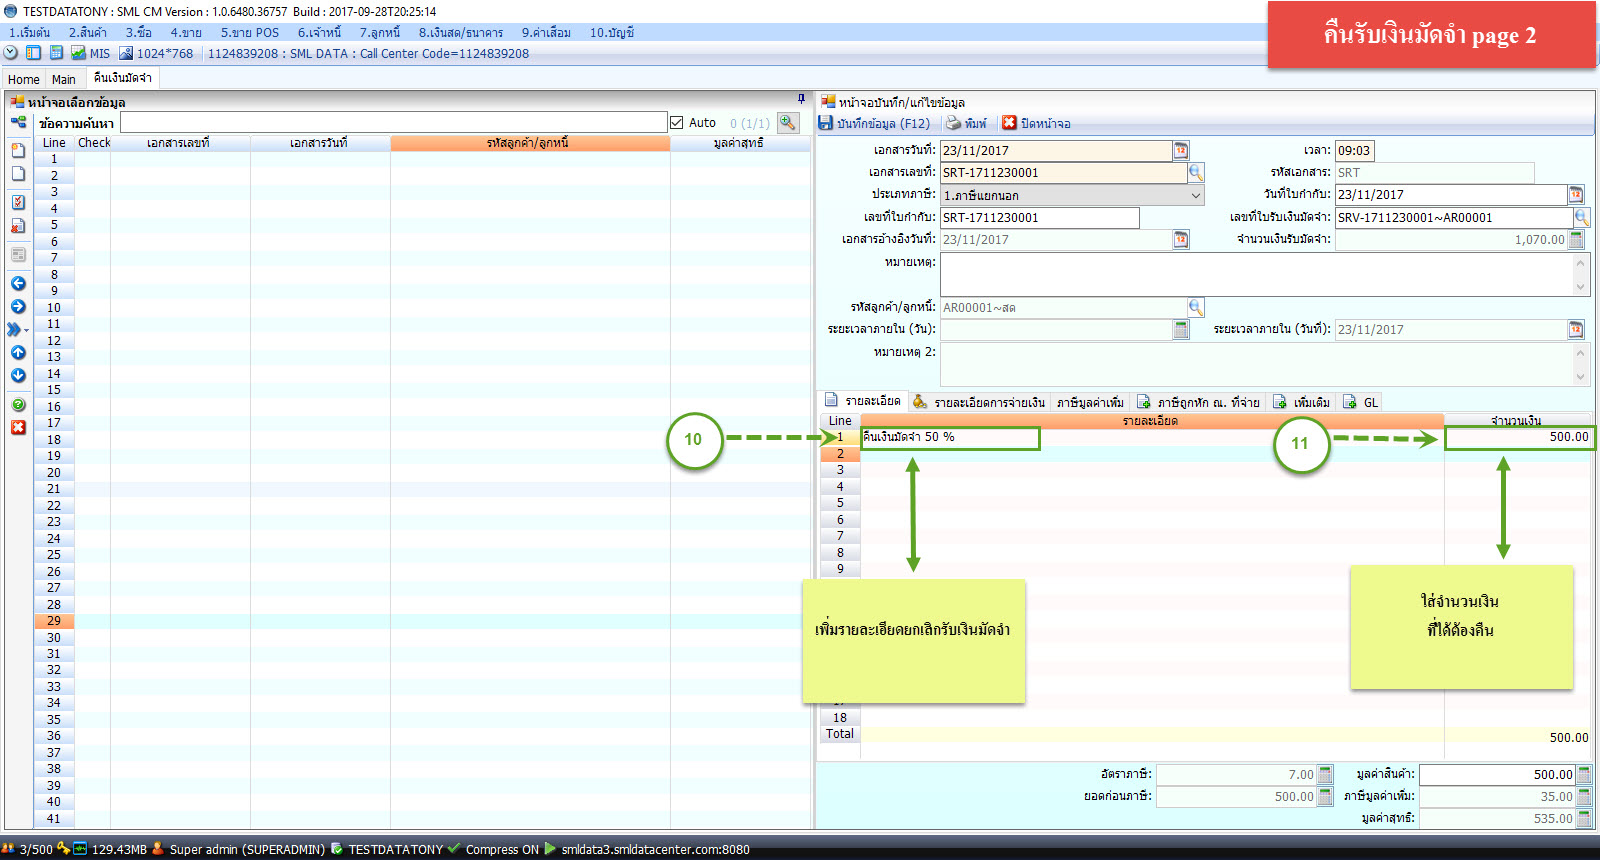 TESTDATATONY : SML CM Version : 1.0.6480.36757 Build : 2017-09-28T20:25:14
คืนรับเงินมัดจำ page 2
1.เริ่มต้น 2.สินค้า 3.ซื้อ 4.ขาย 5.ขาย POS 6.เจ้าหนี้ 7.ลูกหนี้ 8.เงินสด/ธนาคาร 9.ค่าเสื่อม 10.บัญชี
MIS 1024*768 1124839208 : SML DATA : Call Center Code=1124839208
Home Main คืนเงินมัดจำ
หน้าจอเลือกข้อมูล
ข้อความค้นหา Auto 0 (1/1)
Line Check เอกสารเลขที่ เอกสารวันที่ รหัสลูกค้า/ลูกหนี้ มูลค่าสุทธิ
1
2
3
4
5
6
7
8
9
10
11
12
13
14
15
16
17
18
19
20
21
22
23
24
25
26
27
28
29
30
31
32
33
34
35
36
37
38
39
40
41
หน้าจอบันทึก/แก้ไขข้อมูล
บันทึกข้อมูล (F12) พิมพ์ ปิดหน้าจอ
เอกสารวันที่: 23/11/2017 เวลา: 09:03
เอกสารเลขที่: SRT-1711230001 รหัสเอกสาร: SRT
ประเภทภาษี: 1.ภาษีแยกนอก วันที่ใบกำกับ: 23/11/2017
เลขที่ใบกำกับ: SRT-1711230001 เลขที่ใบรับเงินมัดจำ: SRV-1711230001~AR00001
เอกสารอ้างอิงวันที่: 23/11/2017 จำนวนเงินรับมัดจำ: 1,070.00
หมายเหตุ:
รหัสลูกค้า/ลูกหนี้: AR00001~สด
ระยะเวลาภายใน (วัน): ระยะเวลาภายใน (วันที่): 23/11/2017
หมายเหตุ 2:
รายละเอียด รายละเอียดการจ่ายเงิน ภาษีมูลค่าเพิ่ม ภาษีถูกหัก ณ. ที่จ่าย เพิ่มเติม GL
Line รายละเอียด จำนวนเงิน
1 คืนเงินมัดจำ 50 % 500.00
2
3
4
5
6
7
8
9
10
11
เพิ่มรายละเอียดยกเลิกรับเงินมัดจำ
ใส่จำนวนเงิน
ที่ได้ต้องคืน
18
Total 500.00
อัตราภาษี: 7.00 มูลค่าสินค้า: 500.00
ยอดก่อนภาษี: 500.00 ภาษีมูลค่าเพิ่ม: 35.00
มูลค่าสุทธิ: 535.00
3/500 129.43MB Super admin (SUPERADMIN) TESTDATATONY Compress ON smldata3.smldatacenter.com:8080